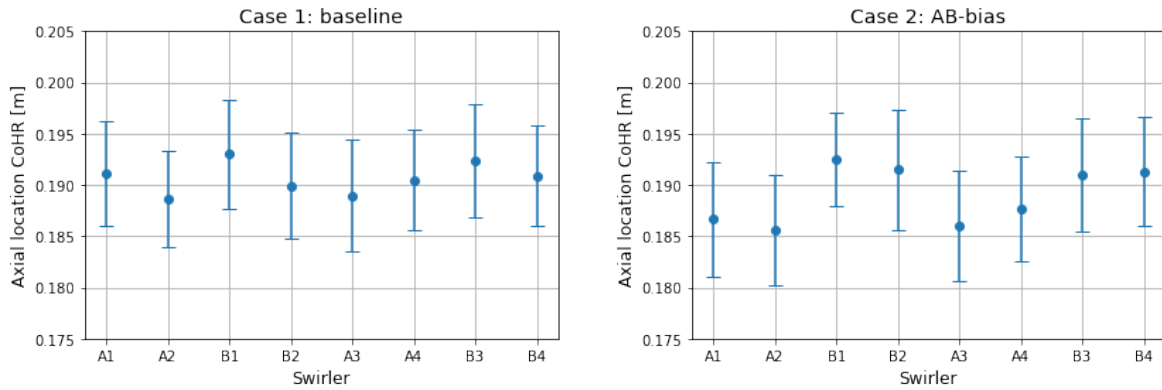 Case 1: baseline
Axial location CoHR [m]
0.205
0.200
0.195
0.190
0.185
0.180
0.175
A1 A2 B1 B2 A3 A4 B3 B4
Swirler
Case 2: AB-bias
Axial location CoHR [m]
0.205
0.200
0.195
0.190
0.185
0.180
0.175
A1 A2 B1 B2 A3 A4 B3 B4
Swirler